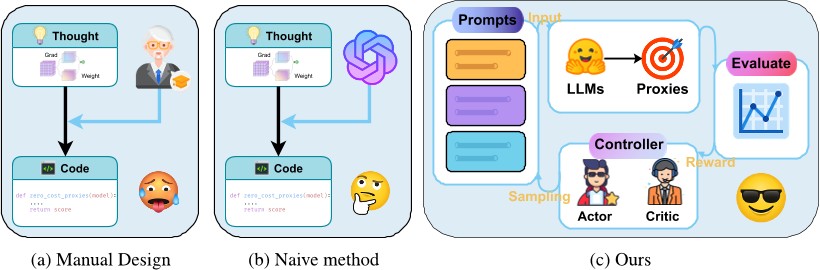 Thought
Grad
Weight
Code
def zero_cost_proxies(model):
....
return score
(a) Manual Design
Thought
Grad
Weight
Code
def zero_cost_proxies(model):
....
return score
(b) Naive method
Prompts
Input
LLMs
Proxies
Evaluate
Controller
Reward
Sampling
Actor
Critic
(c) Ours